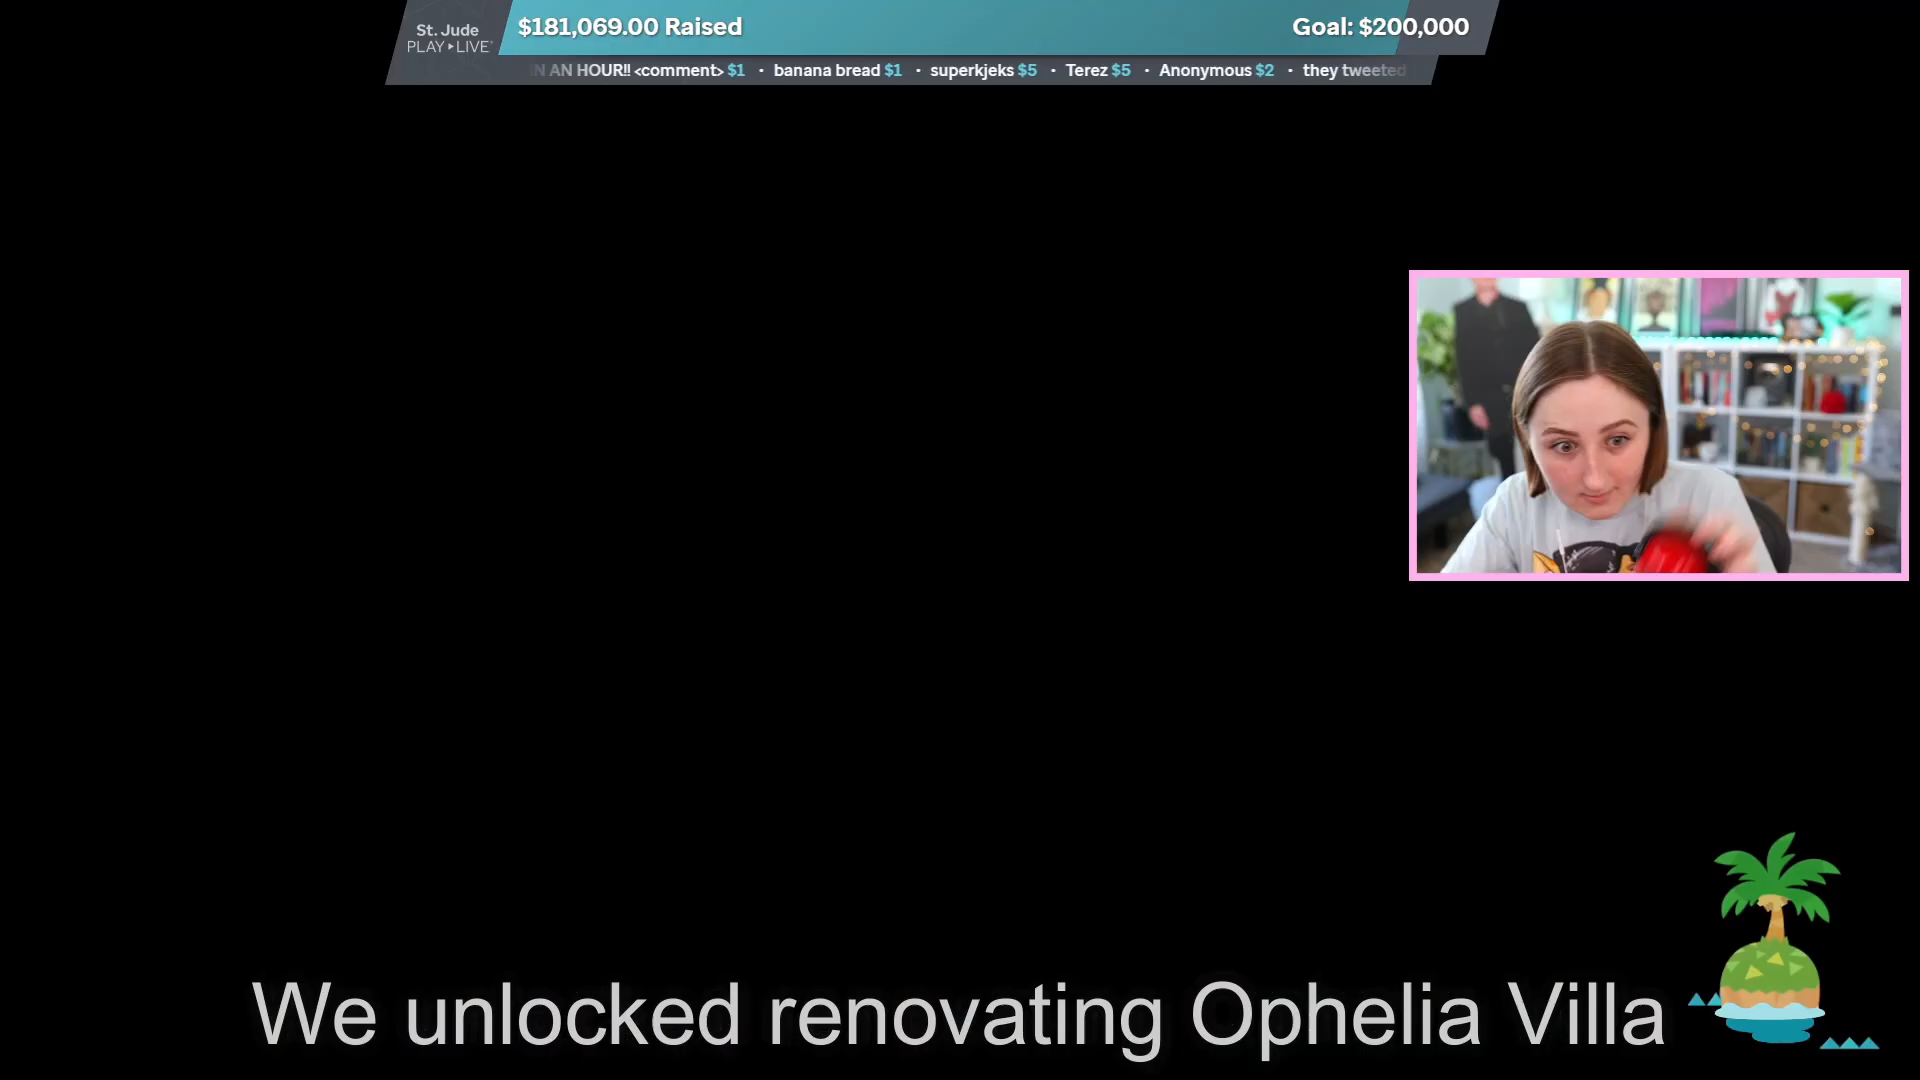 St. Jude
PLAY LIVE
$181,069.00 Raised
Goal: $200,000
IN AN HOUR!! <comment> $1 · banana bread $1 · superkjeks $5 · Terez $5 · Anonymous $2 · they tweeted
We unlocked renovating Ophelia Villa